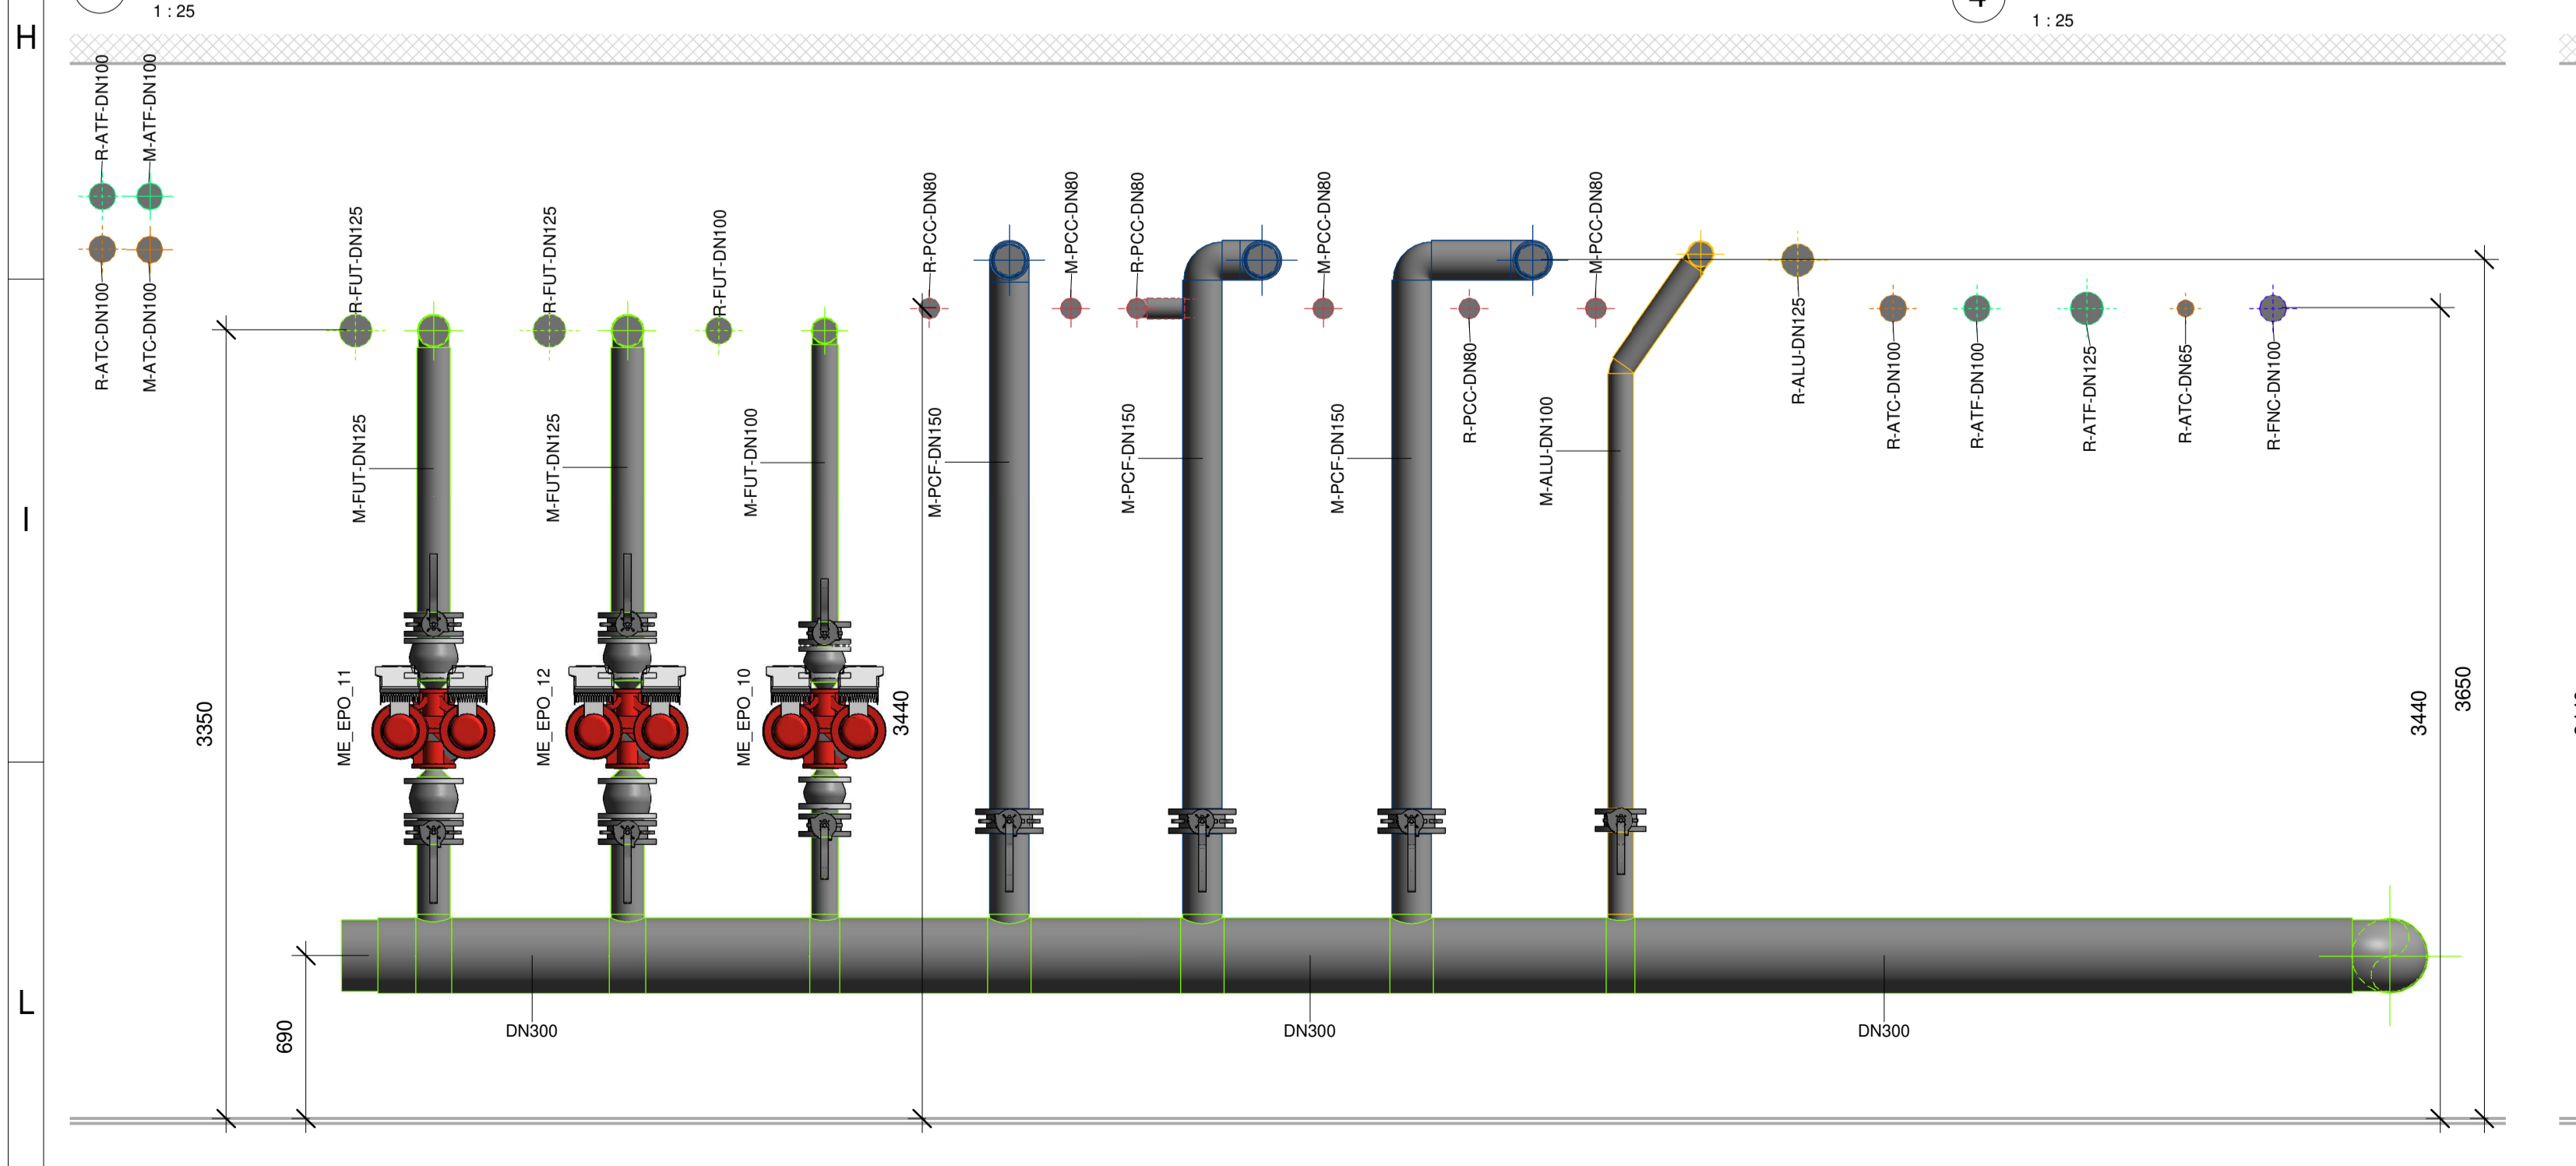 H
1 : 25
4
1 : 25
R-ATF-DN100
M-ATF-DN100
R-ATC-DN100
M-ATC-DN100
R-FUT-DN125
R-FUT-DN125
R-FUT-DN100
R-PCC-DN80
M-PCC-DN80
R-PCC-DN80
M-PCC-DN80
M-PCC-DN80
R-PCC-DN80
R-ALU-DN125
R-ATC-DN100
R-ATF-DN100
R-ATF-DN125
R-ATC-DN65
R-FNC-DN100
M-FUT-DN125
M-FUT-DN125
M-FUT-DN100
M-PCF-DN150
M-PCF-DN150
M-PCF-DN150
M-ALU-DN100
I
3350
ME_EPO_11
ME_EPO_12
ME_EPO_10
3440
3440
3650
L
690
DN300
DN300
DN300